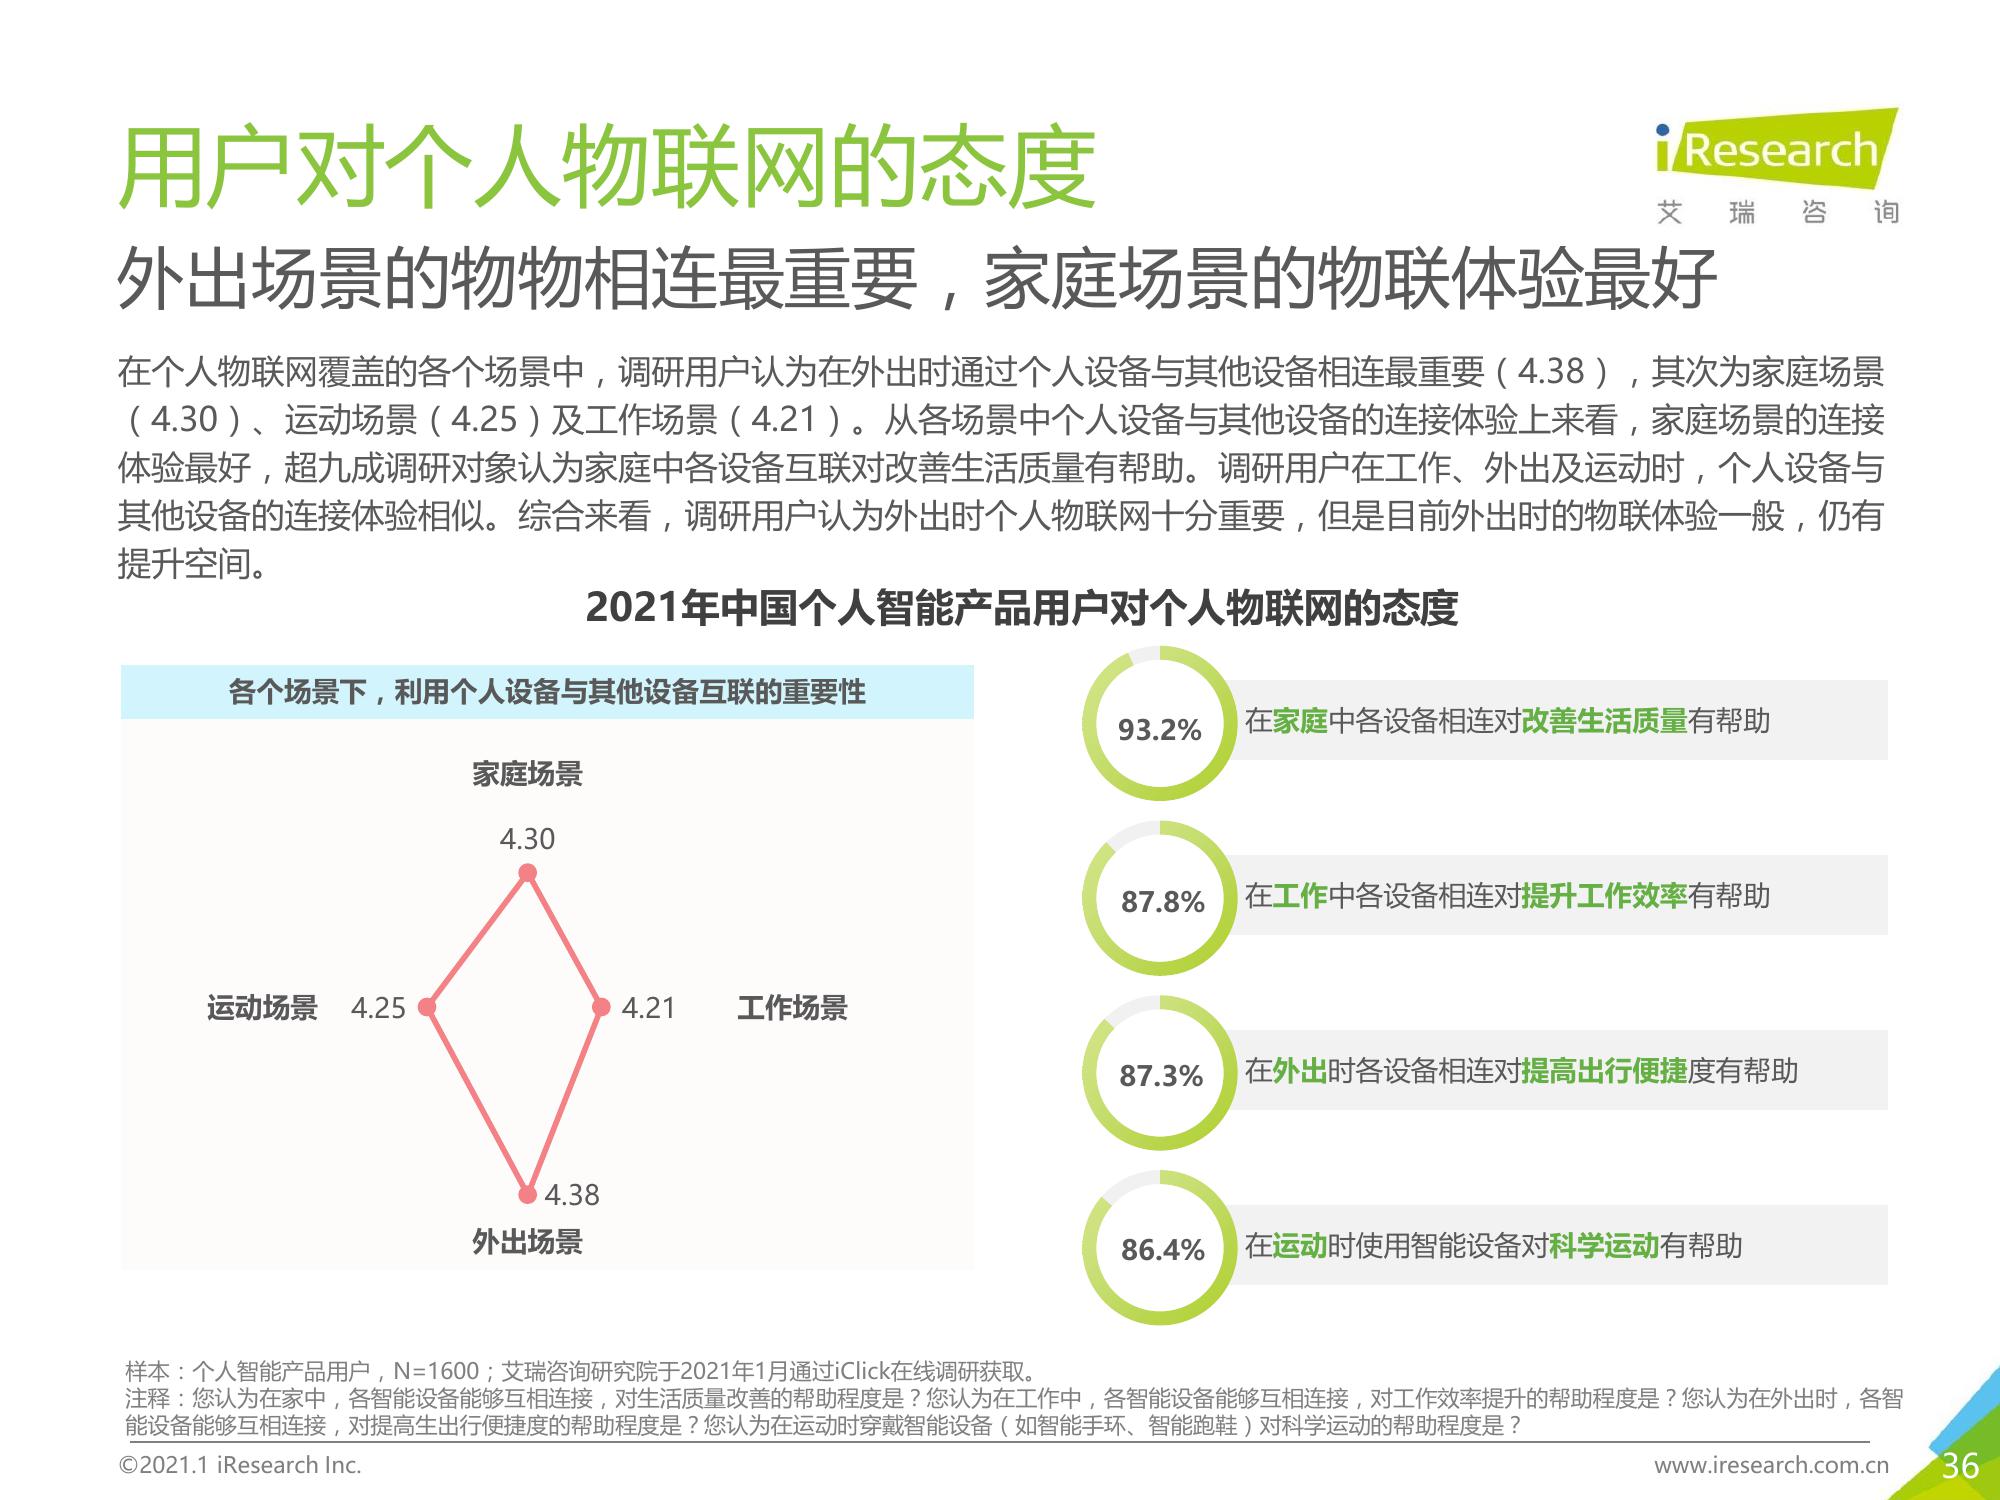 用户对个人物联网的态度
iResearch
艾瑞咨询
外出场景的物物相连最重要，家庭场景的物联体验最好
在个人物联网覆盖的各个场景中，调研用户认为在外出时通过个人设备与其他设备相连最重要（4.38），其次为家庭场景
（4.30）、运动场景（4.25）及工作场景（4.21）。从各场景中个人设备与其他设备的连接体验上来看，家庭场景的连接
体验最好，超九成调研对象认为家庭中各设备互联对改善生活质量有帮助。调研用户在工作、外出及运动时，个人设备与
其他设备的连接体验相似。综合来看，调研用户认为外出时个人物联网十分重要，但是目前外出时的物联体验一般，仍有
提升空间。
2021年中国个人智能产品用户对个人物联网的态度
各个场景下，利用个人设备与其他设备互联的重要性
家庭场景
4.30
运动场景 4.25
4.21 工作场景
4.38
外出场景
93.2% 在家庭中各设备相连对改善生活质量有帮助
87.8% 在工作中各设备相连对提升工作效率有帮助
87.3% 在外出时各设备相连对提高出行便捷度有帮助
86.4% 在运动时使用智能设备对科学运动有帮助
样本：个人智能产品用户，N=1600；艾瑞咨询研究院于2021年1月通过iClick在线调研获取。
注释：您认为在家中，各智能设备能够互相连接，对生活质量改善的帮助程度是？您认为在工作中，各智能设备能够互相连接，对工作效率提升的帮助程度是？您认为在外出时，各智
能设备能够互相连接，对提高生出行便捷度的帮助程度是？您认为在运动时穿戴智能设备（如智能手环、智能跑鞋）对科学运动的帮助程度是？
©2021.1 iResearch Inc.
www.iresearch.com.cn
36